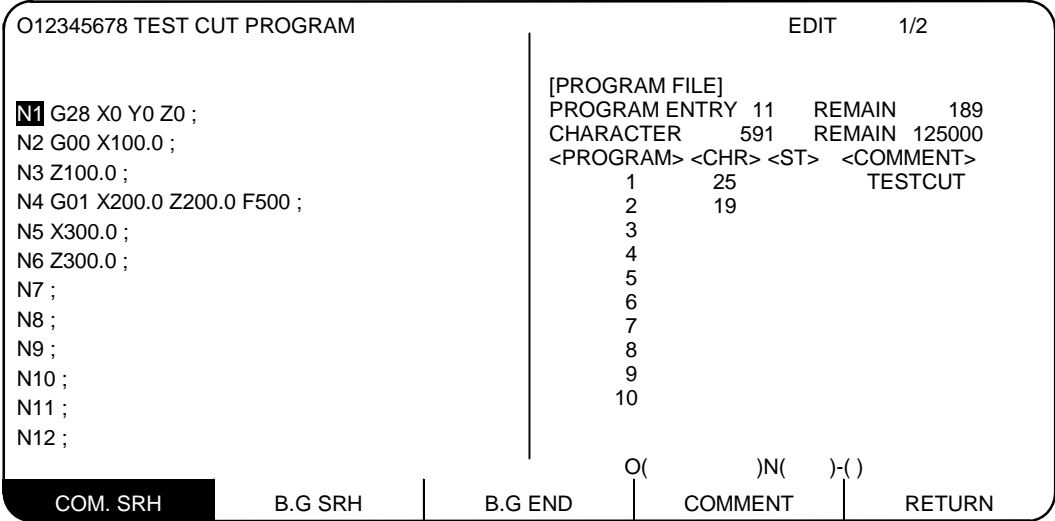 O12345678 TEST CUT PROGRAM
EDIT 1/2
N1 G28 X0 Y0 Z0 ;
N2 G00 X100.0 ;
N3 Z100.0 ;
N4 G01 X200.0 Z200.0 F500 ;
N5 X300.0 ;
N6 Z300.0 ;
N7 ;
N8 ;
N9 ;
N10 ;
N11 ;
N12 ;
[PROGRAM FILE]
PROGRAM ENTRY 11 REMAIN 189
CHARACTER 591 REMAIN 125000
<PROGRAM> <CHR> <ST> <COMMENT>
1 25 TESTCUT
2 19
3
4
5
6
7
8
9
10
O( )N( )-( )
COM. SRH B.G SRH B.G END COMMENT RETURN